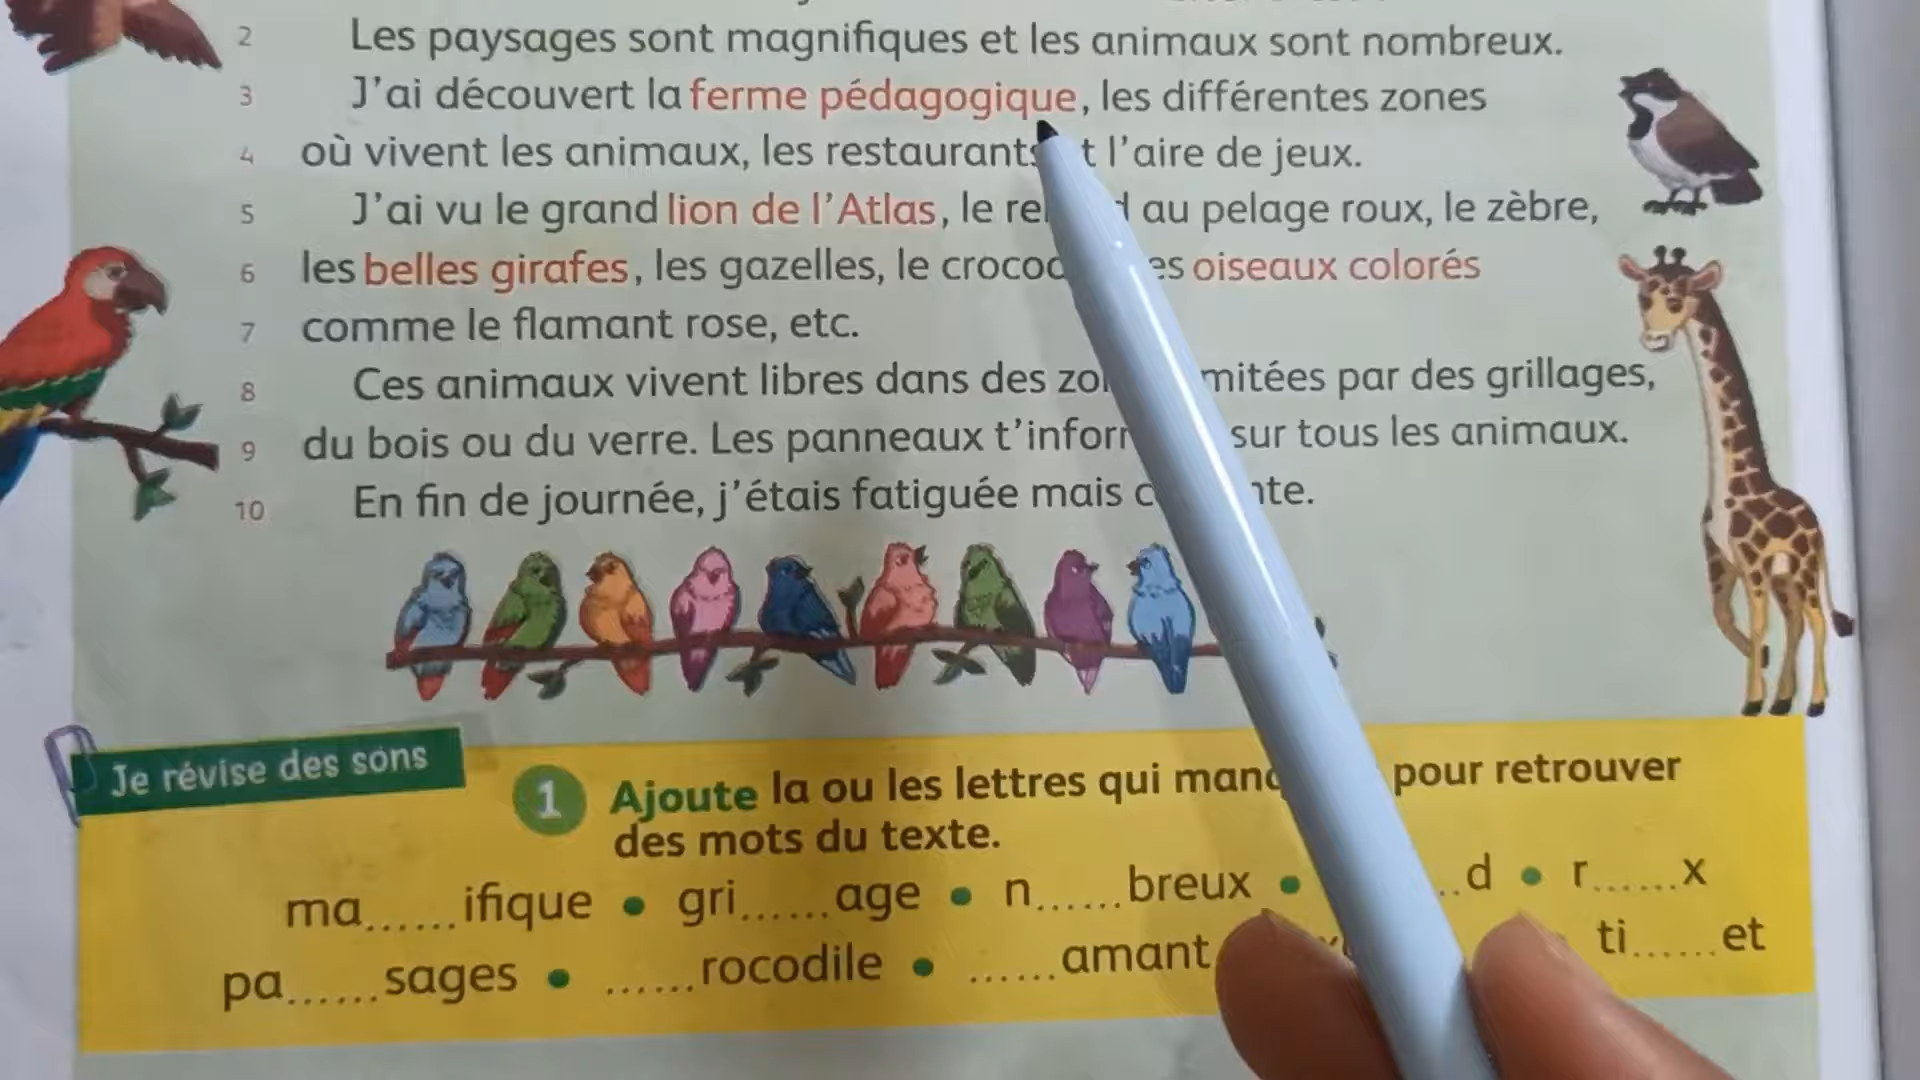 2 Les paysages sont magnifiques et les animaux sont nombreux.
3 J'ai découvert la ferme pédagogique, les différentes zones
4 où vivent les animaux, les restaurants t l'aire de jeux.
5 J'ai vu le grand lion de l'Atlas, le au pelage roux, le zèbre,
6 les belles girafes, les gazelles, le es oiseaux colorés
7 comme le flamant rose, etc.
8 Ces animaux vivent libres dans des mitées par des grillages,
9 du bois ou du verre. Les panneaux sur tous les animaux.
10 En fin de journée, j'étais fatiguée mais nte.
Je révise des sons
1 Ajoute la ou les lettres qui pour retrouver
des mots du texte.
ma......ifique • gri......age • n......breux • ..d • r......x
pa......sages • ......rocodile • ......amant ti......et